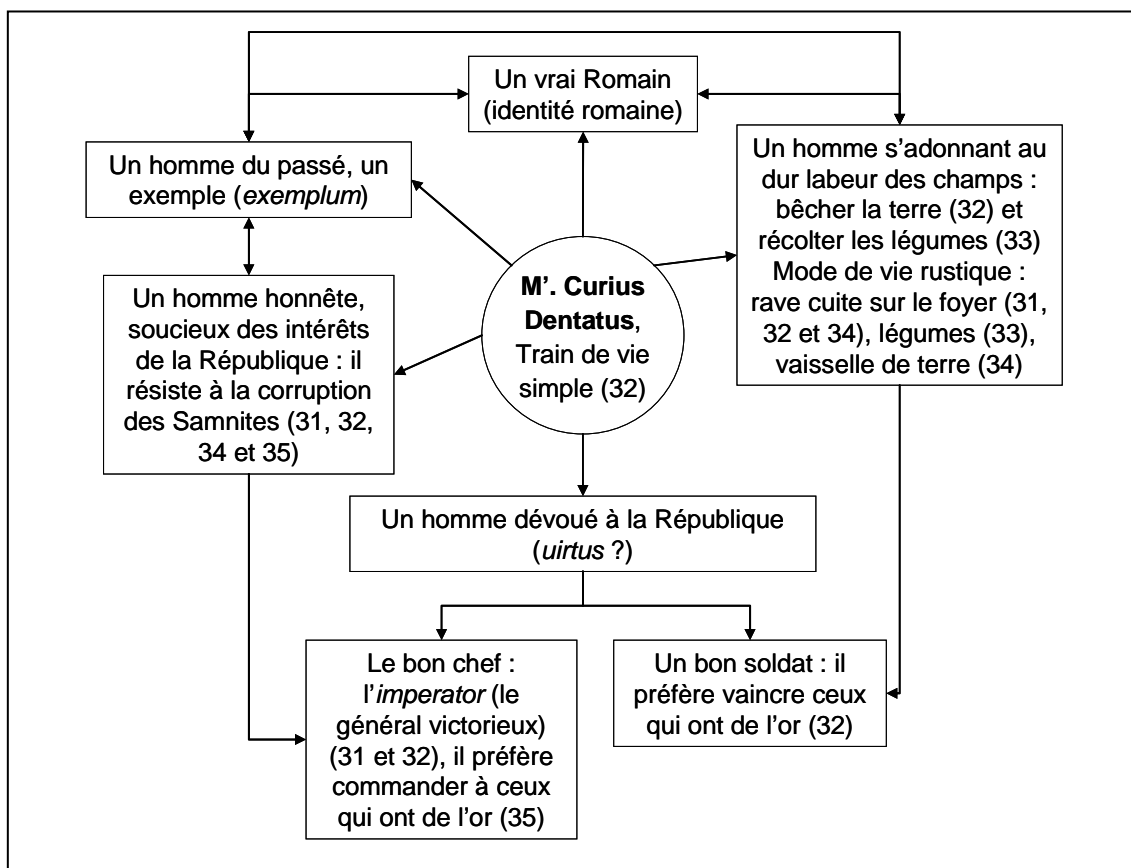 Un vrai Romain
(identité romaine)
Un homme du passé, un
exemple (exemplum)
Un homme s'adonnant au
dur labeur des champs :
bêcher la terre (32) et
récolter les légumes (33)
Mode de vie rustique :
rave cuite sur le foyer (31,
32 et 34), légumes (33),
vaisselle de terre (34)
M’. Curius
Dentatus,
Train de vie
simple (32)
Un homme honnête,
soucieux des intérêts
de la République : il
résiste à la corruption
des Samnites (31, 32,
34 et 35)
Un homme dévoué à la République
(uirtus ?)
Le bon chef :
l’imperator (le
général victorieux)
(31 et 32), il préfère
commander à ceux
qui ont de l’or (35)
Un bon soldat : il
préfère vaincre ceux
qui ont de l’or (32)